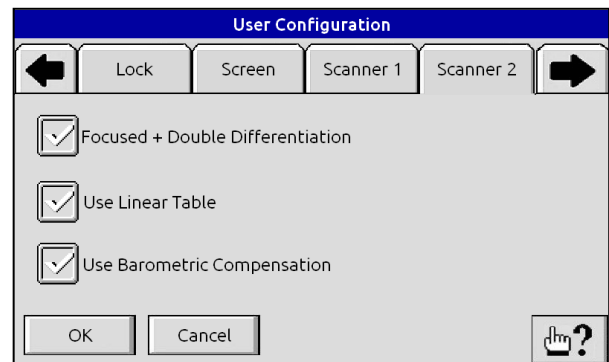 User Configuration
Lock Screen Scanner 1 Scanner 2
Focused + Double Differentiation
Use Linear Table
Use Barometric Compensation
OK Cancel ?